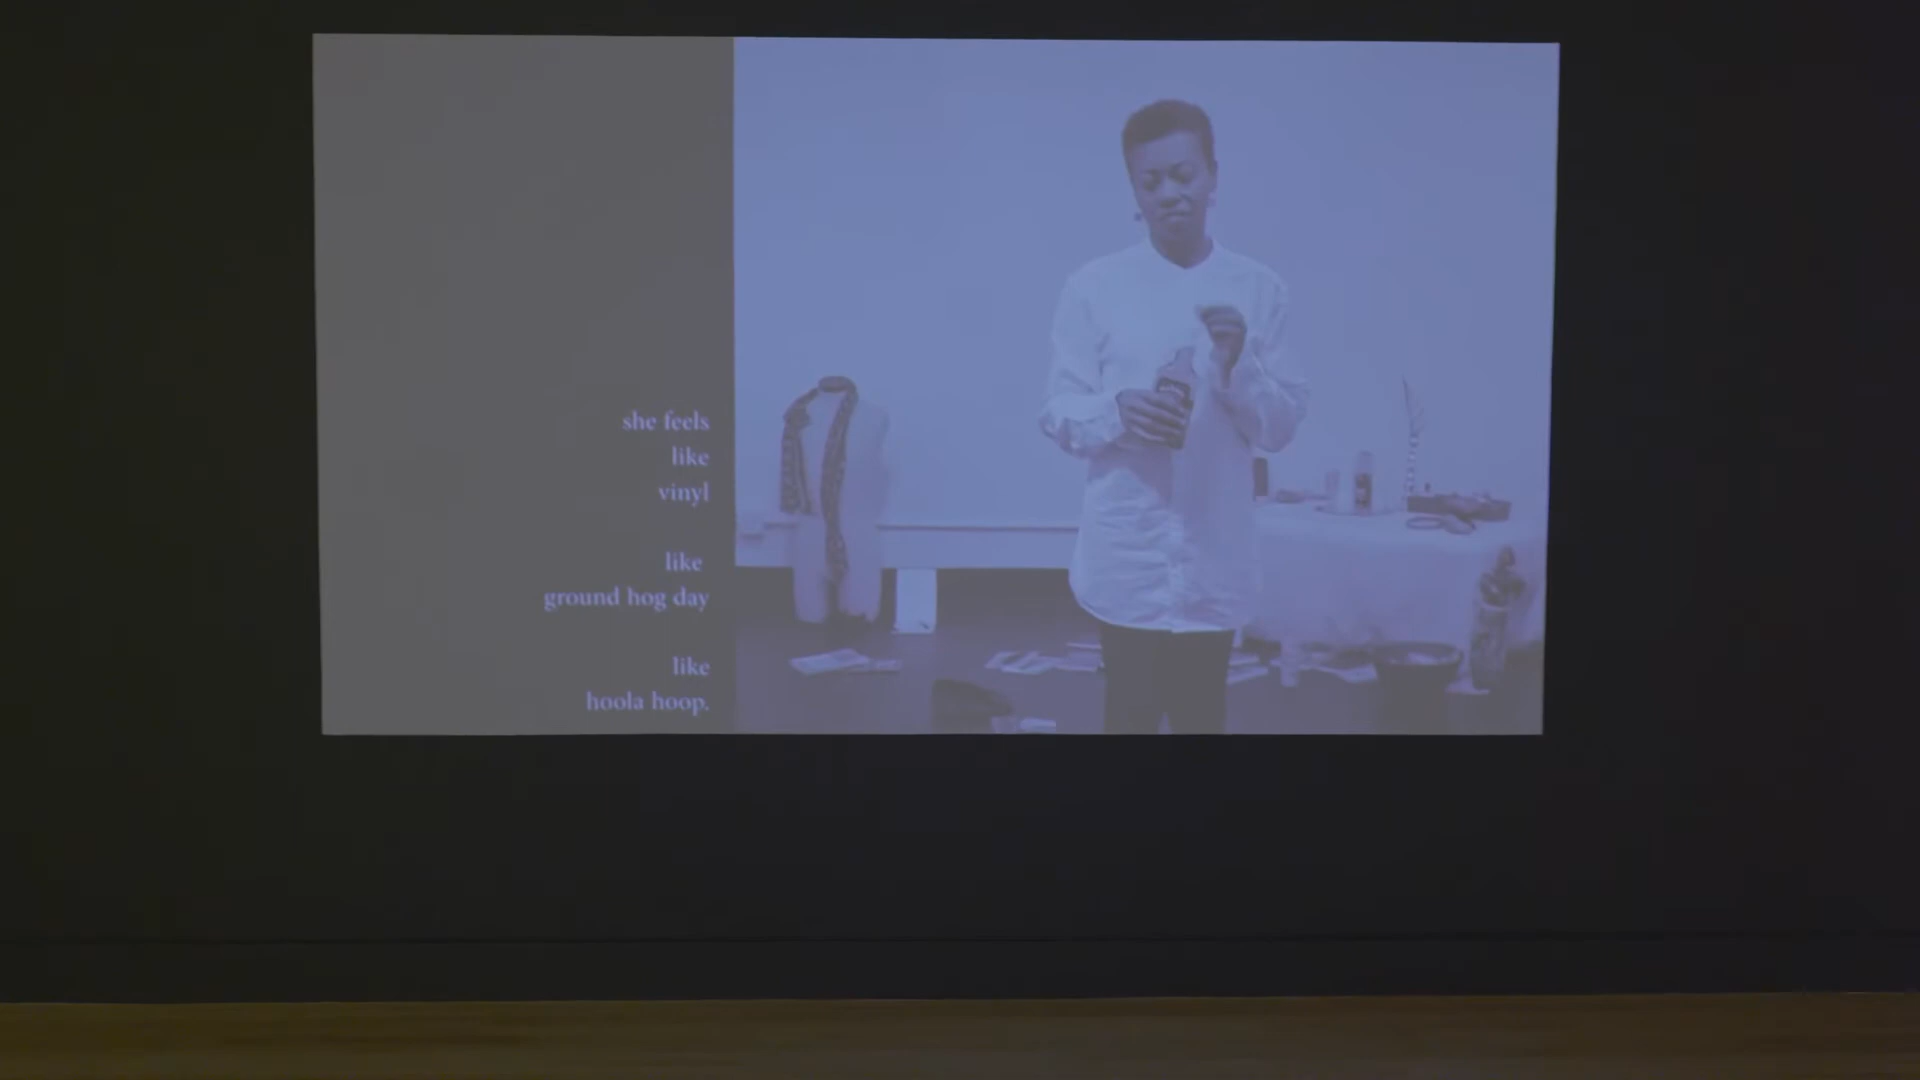 she feels
like
vinyl
like
ground hog day
like
hoola hoop.